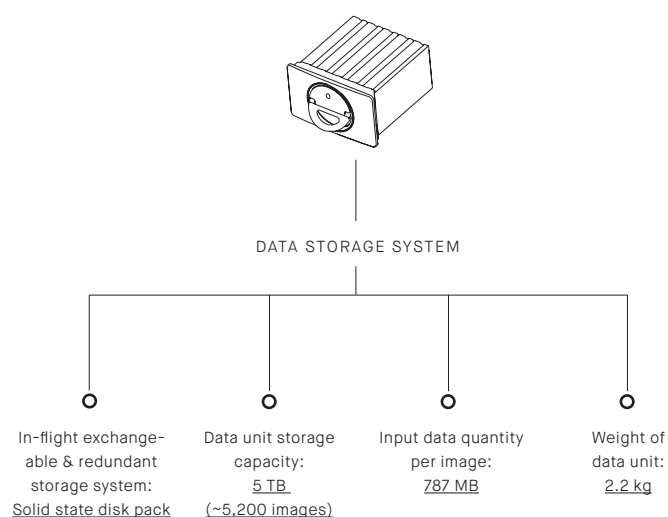 DATA STORAGE SYSTEM
In-flight exchange-
able & redundant
storage system:
Solid state disk pack
Data unit storage
capacity:
5 TB
(~5,200 images)
Input data quantity
per image:
787 MB
Weight of
data unit:
2.2 kg